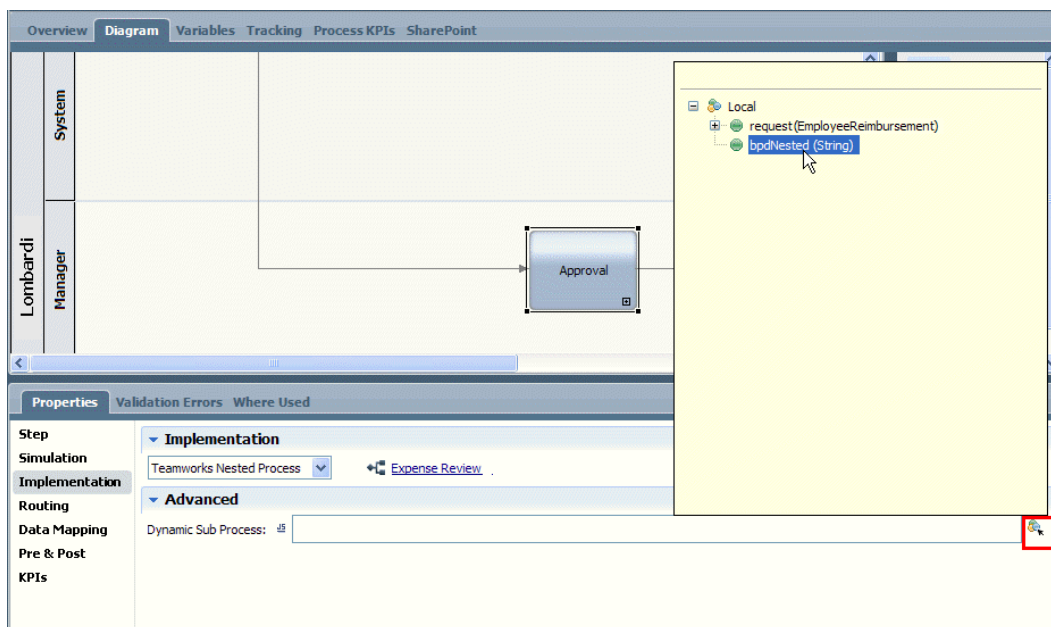 Overview Diagram Variables Tracking Process KPIs SharePoint
System
Local
request(EmployeeReimbursement)
bpdNested (String)
Lombardi
Manager
Approval
Properties Validation Errors Where Used
Step
Simulation
Implementation
Routing
Data Mapping
Pre & Post
KPIs
Implementation
Teamworks Nested Process Expense Review
Advanced
Dynamic Sub Process: JS